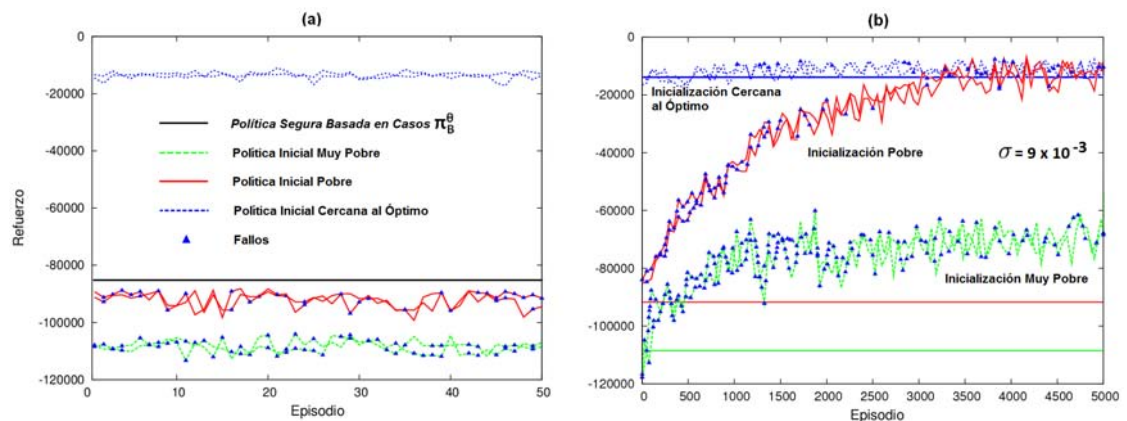 (a)
0
-20000
-40000
-60000
-80000
-100000
-120000
Refuerzo
Política Segura Basada en Casos π_B^θ
Politica Inicial Muy Pobre
Politica Inicial Pobre
Politica Inicial Cercana al Óptimo
Fallos
0 10 20 30 40 50
Episodio
(b)
0
-20000
-40000
-60000
-80000
-100000
-120000
Inicialización Cercana
al Óptimo
Inicialización Pobre
σ = 9 x 10 -3
Inicialización Muy Pobre
0 500 1000 1500 2000 2500 3000 3500 4000 4500 5000
Episodio